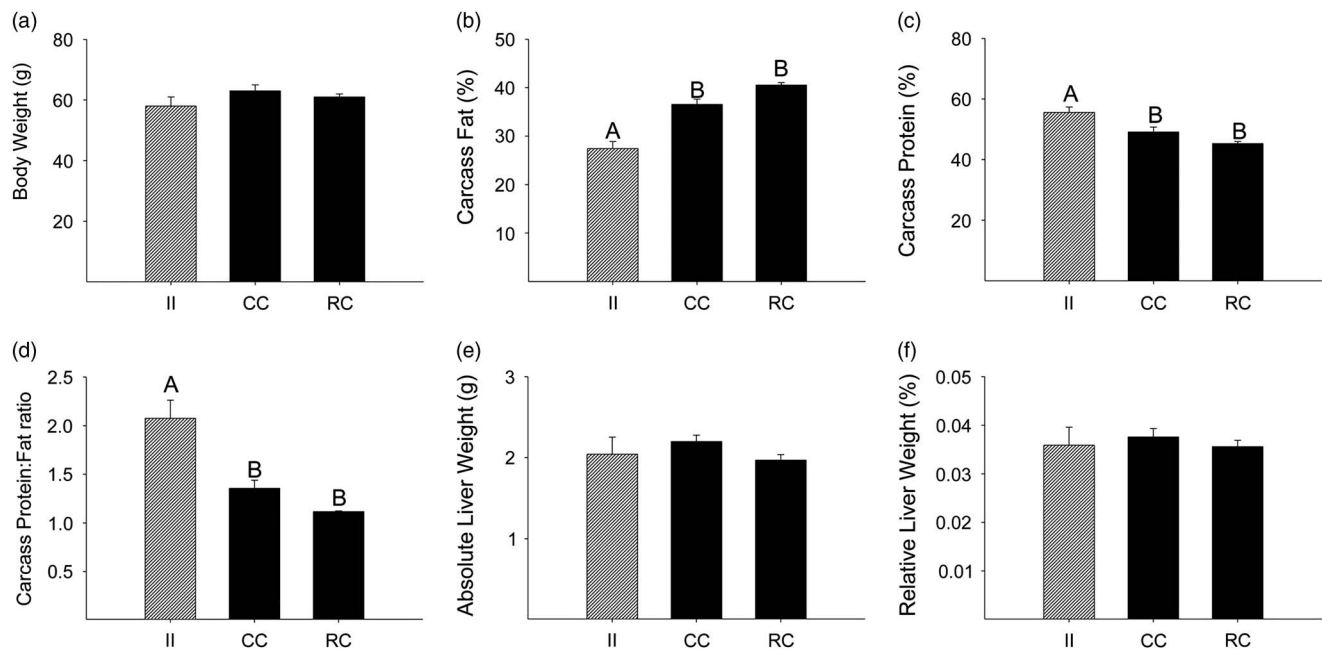 (a)
Body Weight (g)
80
60
40
20
II CC RC
(b)
Carcass Fat (%)
50
40
30
20
10
A
B
B
II CC RC
(c)
Carcass Protein (%)
80
60
40
20
A
B
B
II CC RC
(d)
Carcass Protein:Fat ratio
2.5
2.0
1.5
1.0
0.5
A
B
B
II CC RC
(e)
Absolute Liver Weight (g)
3
2
1
II CC RC
(f)
Relative Liver Weight (%)
0.05
0.04
0.03
0.02
0.01
II CC RC